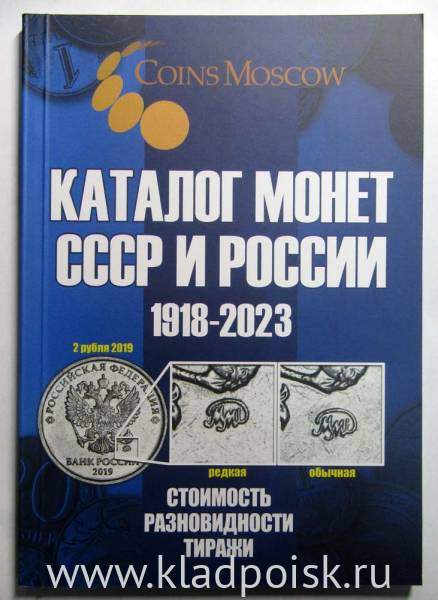 COINS MOSCOW
КАТАЛОГ МОНЕТ
СССР И РОССИИ
1918-2023
2 рубля 2019
РОССИЙСКАЯ ФЕДЕРАЦИЯ
БАНК РОССИИ
2019
редкая
обычная
СТОИМОСТЬ
РАЗНОВИДНОСТИ
ТИРАЖИ
www.kladpoisk.ru